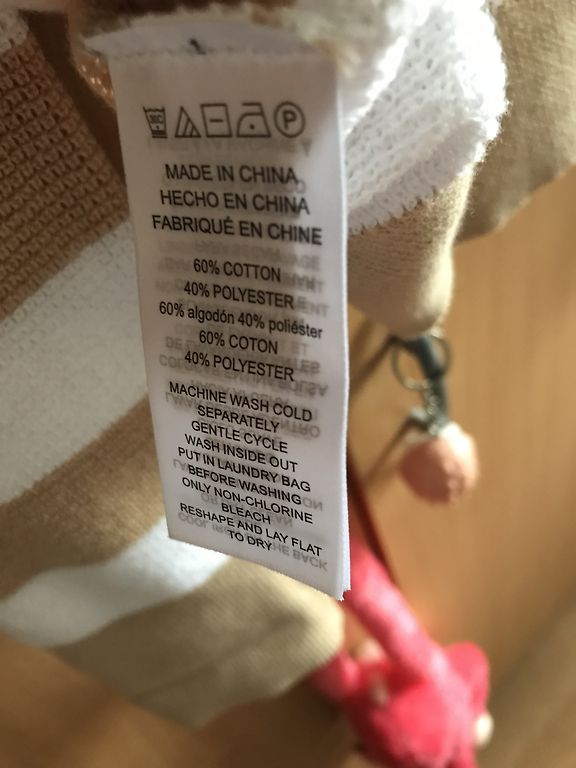 MADE IN CHINA
HECHO EN CHINA
FABRIQUÉ EN CHINE
60% COTTON
40% POLYESTER
60% algodón 40% poliéster
60% COTON
40% POLYESTER
MACHINE WASH COLD
SEPARATELY
GENTLE CYCLE
WASH INSIDE OUT
PUT IN LAUNDRY BAG
BEFORE WASHING
ONLY NON-CHLORINE
BLEACH
RESHAPE AND LAY FLAT
TO DRY